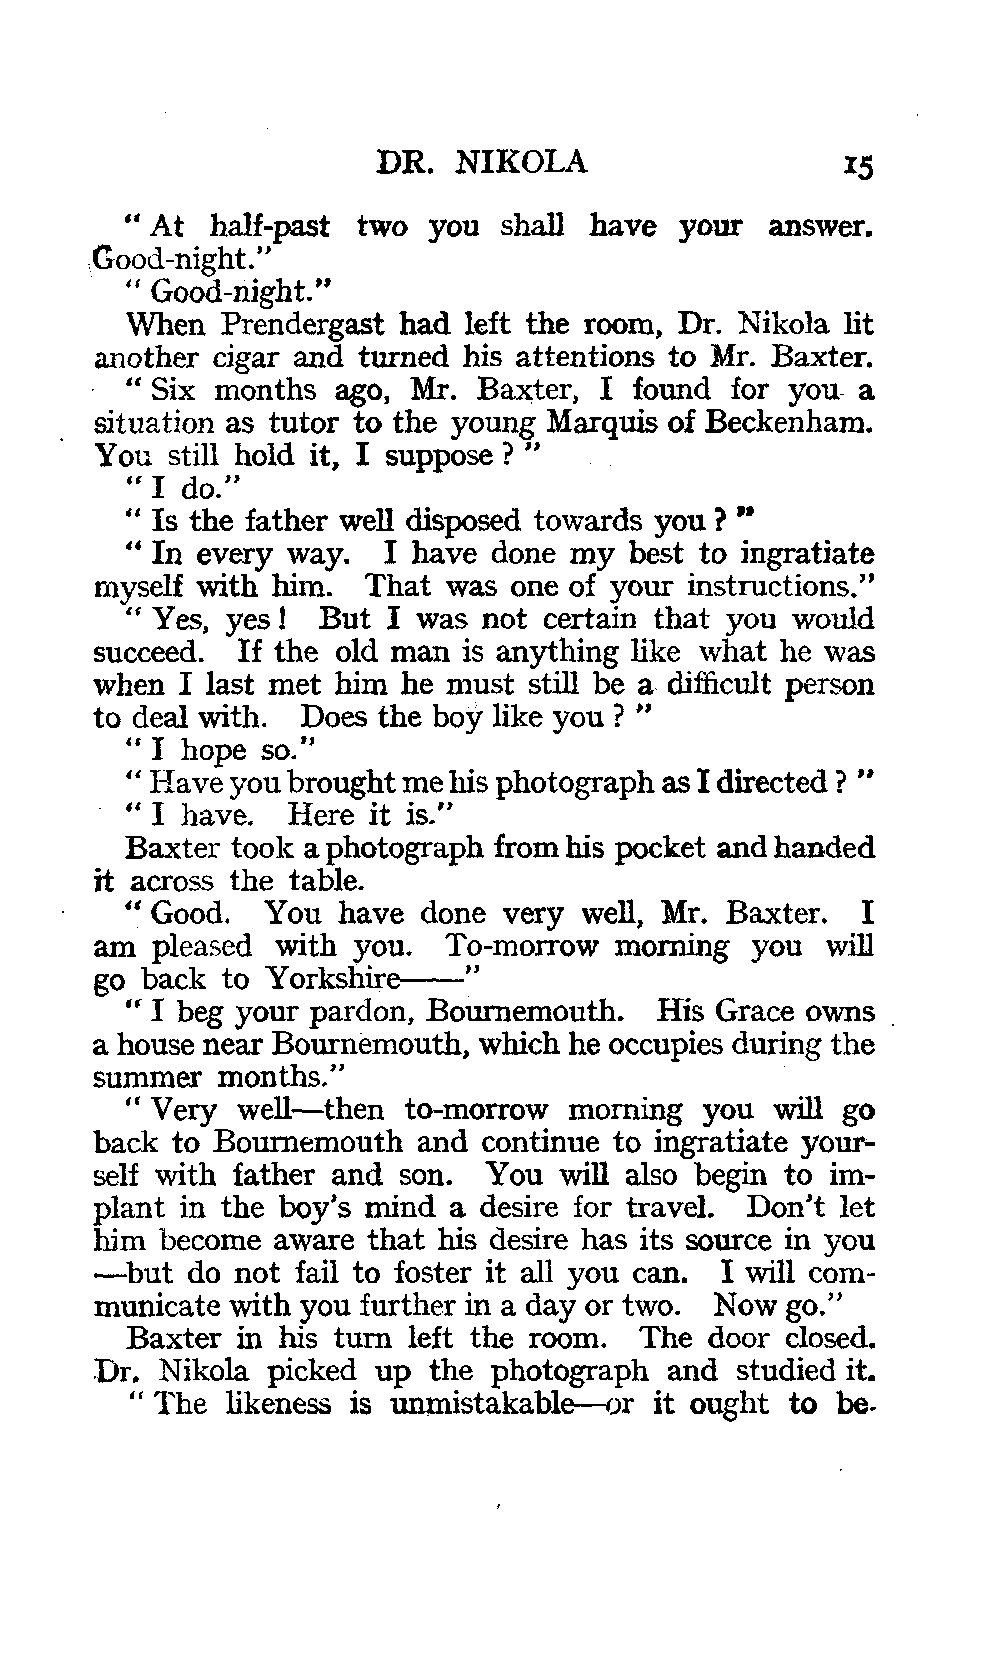 DR. NIKOLA 15
" At half-past two you shall have your answer.
Good-night."
" Good-night."
When Prendergast had left the room, Dr. Nikola lit
another cigar and turned his attentions to Mr. Baxter.
" Six months ago, Mr. Baxter, I found for you a
situation as tutor to the young Marquis of Beckenham.
You still hold it, I suppose ? "
" I do."
" Is the father well disposed towards you ? "
" In every way. I have done my best to ingratiate
myself with him. That was one of your instructions."
" Yes, yes ! But I was not certain that you would
succeed. If the old man is anything like what he was
when I last met him he must still be a difficult person
to deal with. Does the boy like you ? "
" I hope so."
" Have you brought me his photograph as I directed ? "
" I have. Here it is."
Baxter took a photograph from his pocket and handed
it across the table.
" Good. You have done very well, Mr. Baxter. I
am pleased with you. To-morrow morning you will
go back to Yorkshire——"
" I beg your pardon, Bournemouth. His Grace owns
a house near Bournemouth, which he occupies during the
summer months."
" Very well—then to-morrow morning you will go
back to Bournemouth and continue to ingratiate your-
self with father and son. You will also begin to im-
plant in the boy's mind a desire for travel. Don't let
him become aware that his desire has its source in you
—but do not fail to foster it all you can. I will com-
municate with you further in a day or two. Now go."
Baxter in his turn left the room. The door closed.
Dr. Nikola picked up the photograph and studied it.
" The likeness is unmistakable—or it ought to be.